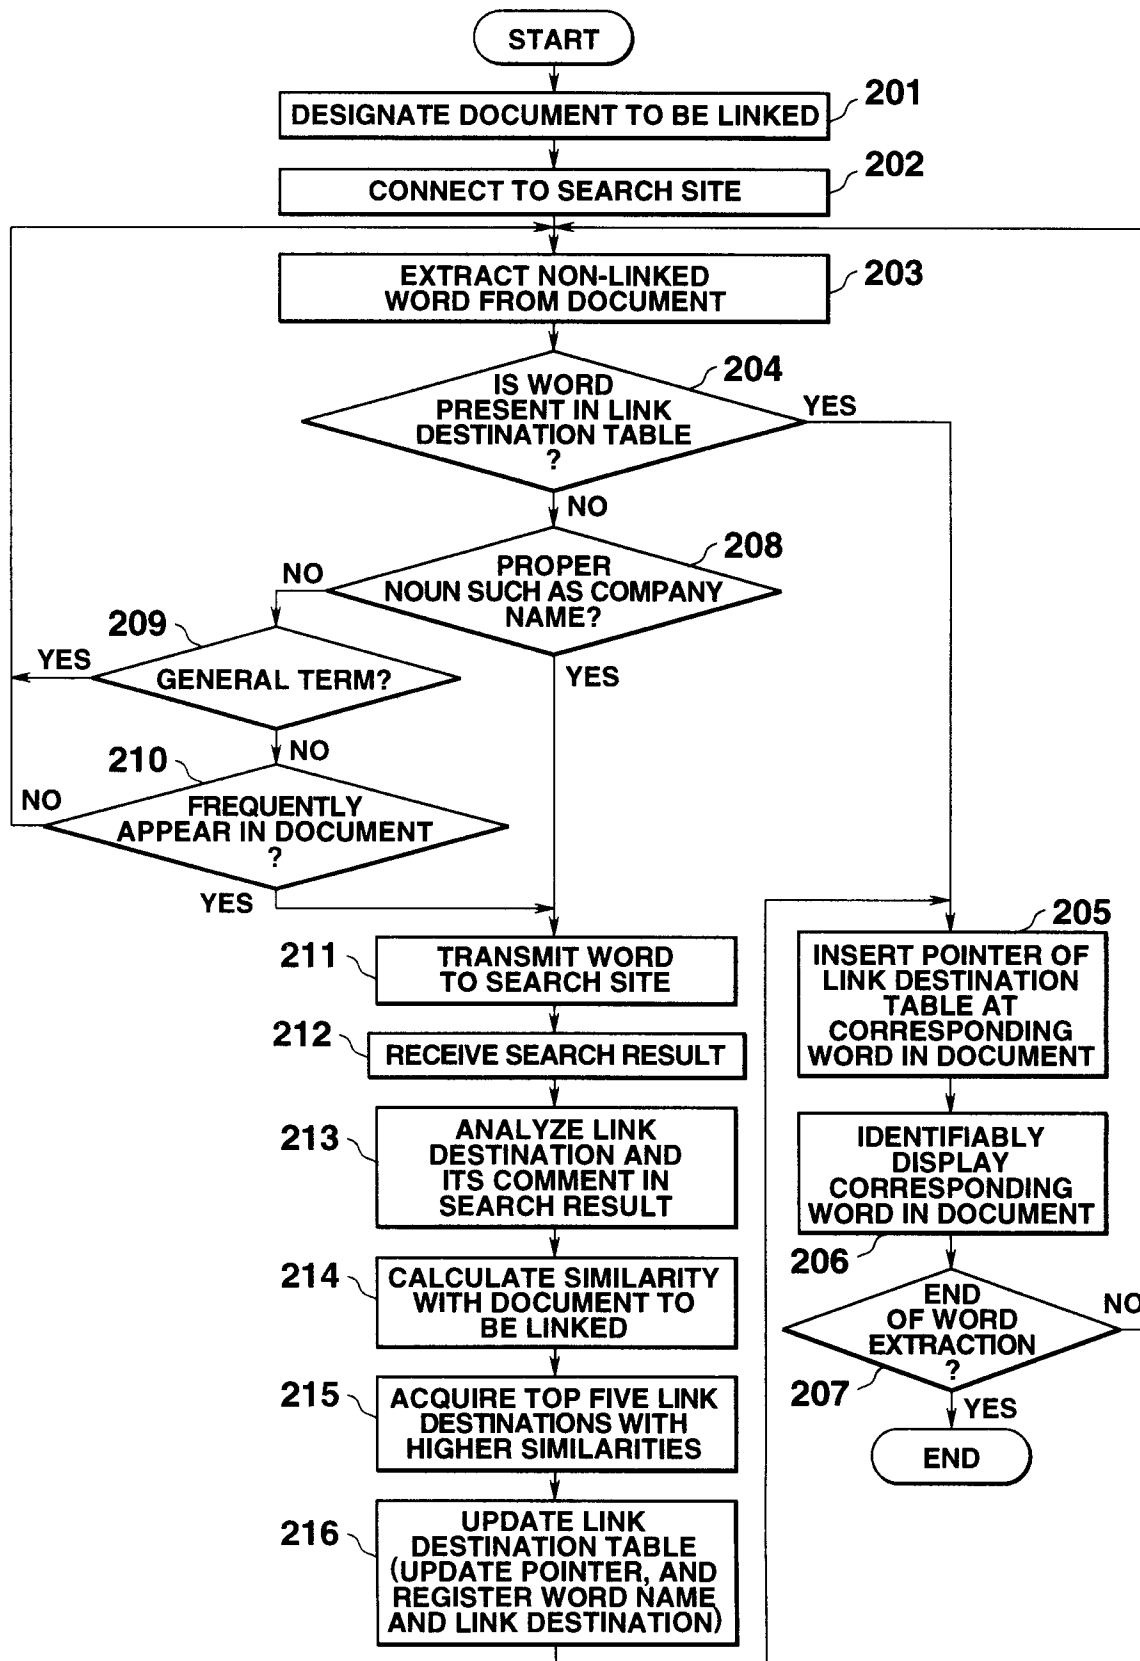 START
201
DESIGNATE DOCUMENT TO BE LINKED
202
CONNECT TO SEARCH SITE
EXTRACT NON-LINKED
WORD FROM DOCUMENT
203
204
IS WORD
PRESENT IN LINK
DESTINATION TABLE
?
YES
NO
208
PROPER
NOUN SUCH AS COMPANY
NAME?
NO
YES
209
YES
GENERAL TERM?
NO
210
NO
FREQUENTLY
APPEAR IN DOCUMENT
?
YES
211
TRANSMIT WORD
TO SEARCH SITE
212
RECEIVE SEARCH RESULT
213
ANALYZE LINK
DESTINATION AND
ITS COMMENT IN
SEARCH RESULT
214
CALCULATE SIMILARITY
WITH DOCUMENT TO
BE LINKED
215
ACQUIRE TOP FIVE LINK
DESTINATIONS WITH
HIGHER SIMILARITIES
216
UPDATE LINK
DESTINATION TABLE
(UPDATE POINTER, AND
REGISTER WORD NAME
AND LINK DESTINATION)
205
INSERT POINTER OF
LINK DESTINATION
TABLE AT
CORRESPONDING
WORD IN DOCUMENT
IDENTIFIABLY
DISPLAY
CORRESPONDING
WORD IN DOCUMENT
206
END
OF WORD
EXTRACTION
?
NO
207
YES
END